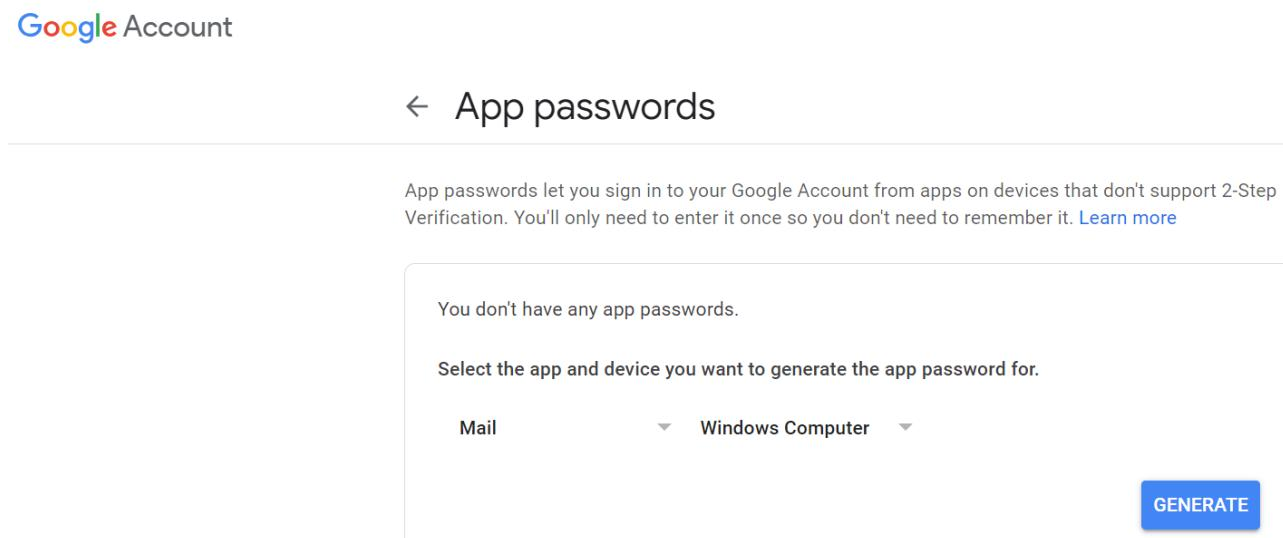 Google Account
App passwords
App passwords let you sign in to your Google Account from apps on devices that don't support 2-Step
Verification. You'll only need to enter it once so you don't need to remember it. Learn more
You don't have any app passwords.
Select the app and device you want to generate the app password for.
Mail Windows Computer
GENERATE